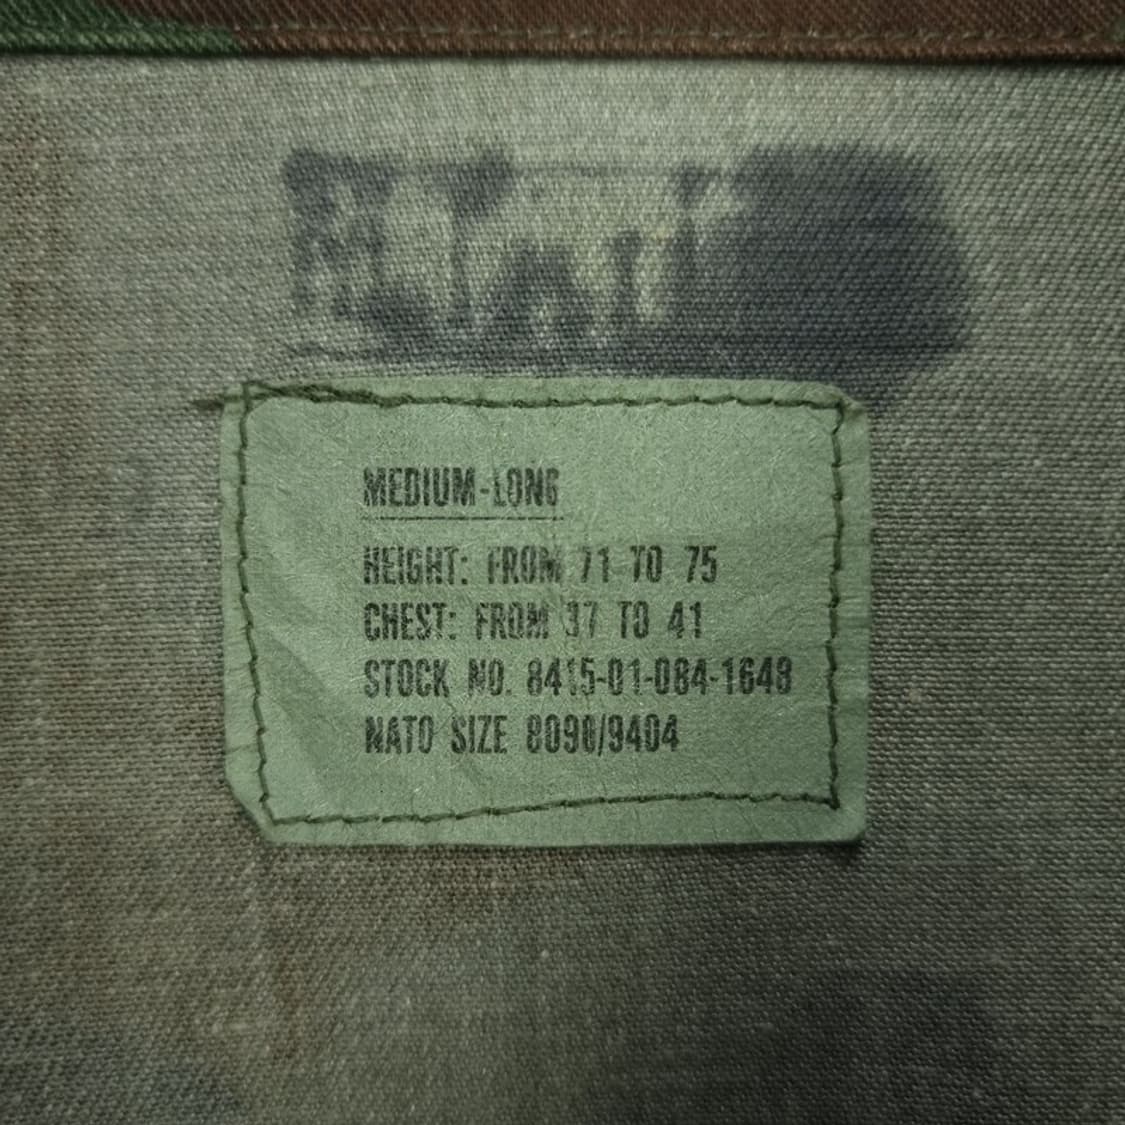 MEDIUM-LONG
HEIGHT: FROM 71 TO 75
CHEST: FROM 37 TO 41
STOCK NO. 8415-01-084-1648
NATO SIZE 8090/9404